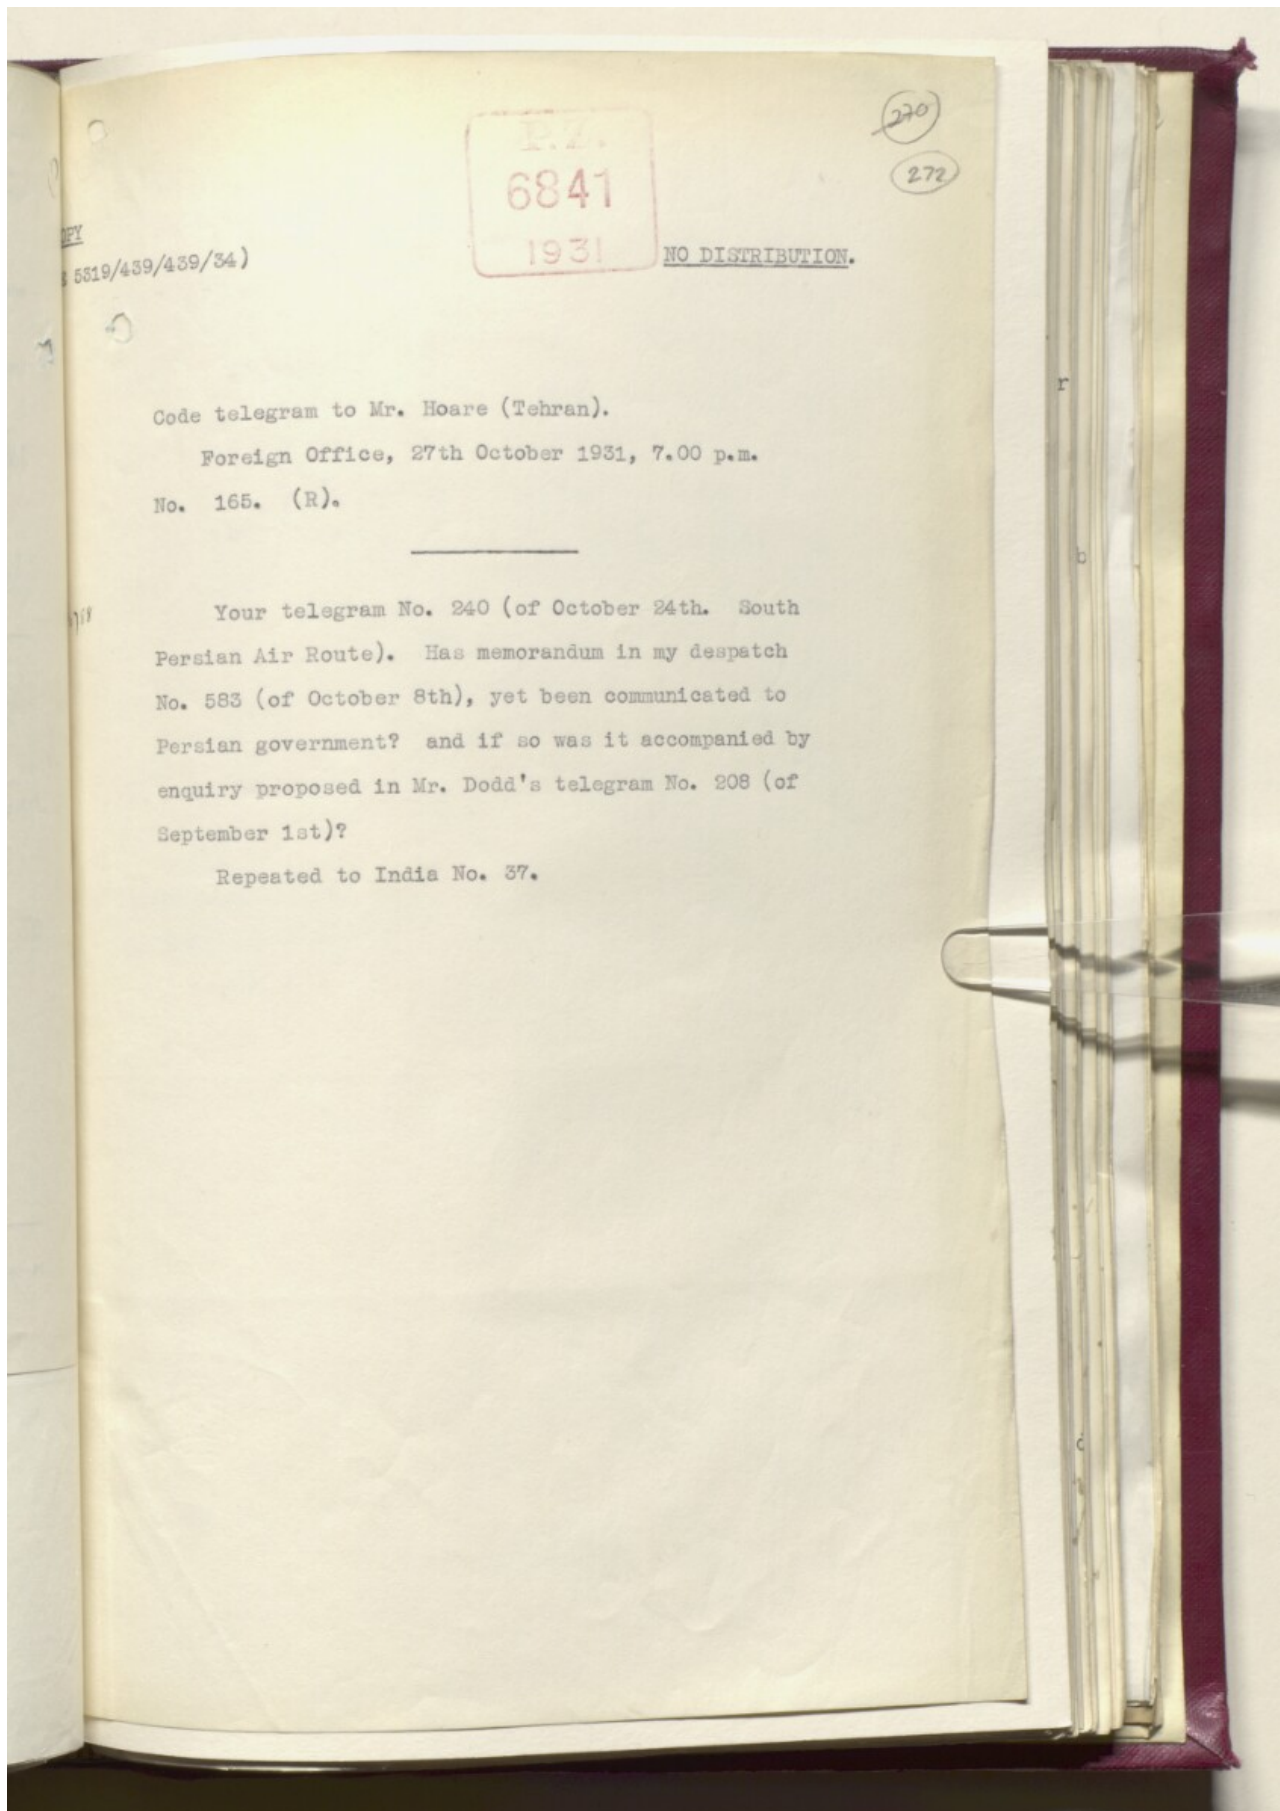 270
272
P.Z.
6841
1931
OPY
5319/439/439/34)
NO DISTRIBUTION.
Code telegram to Mr. Hoare (Tehran).
Foreign Office, 27th October 1931, 7.00 p.m.
No. 165. (R).
Your telegram No. 240 (of October 24th. South
Persian Air Route). Has memorandum in my despatch
No. 583 (of October 8th), yet been communicated to
Persian government? and if so was it accompanied by
enquiry proposed in Mr. Dodd's telegram No. 208 (of
September 1st)?
Repeated to India No. 37.
r
b
d